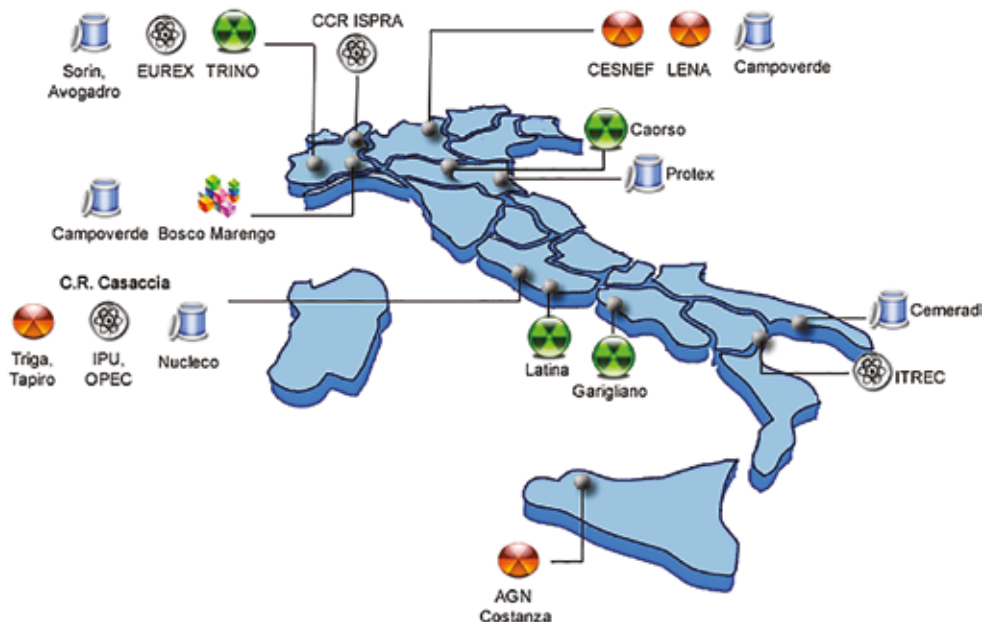 CCR ISPRA
Sorin,
Avogadro
EUREX
TRINO
CESNEF
LENA
Campoverde
Caorso
Protex
Campoverde
Bosco Marengo
C.R. Casaccia
Triga,
Tapiro
IPU,
OPEC
Nucleco
Latina
Garigliano
Cemeradi
ITREC
AGN
Costanza